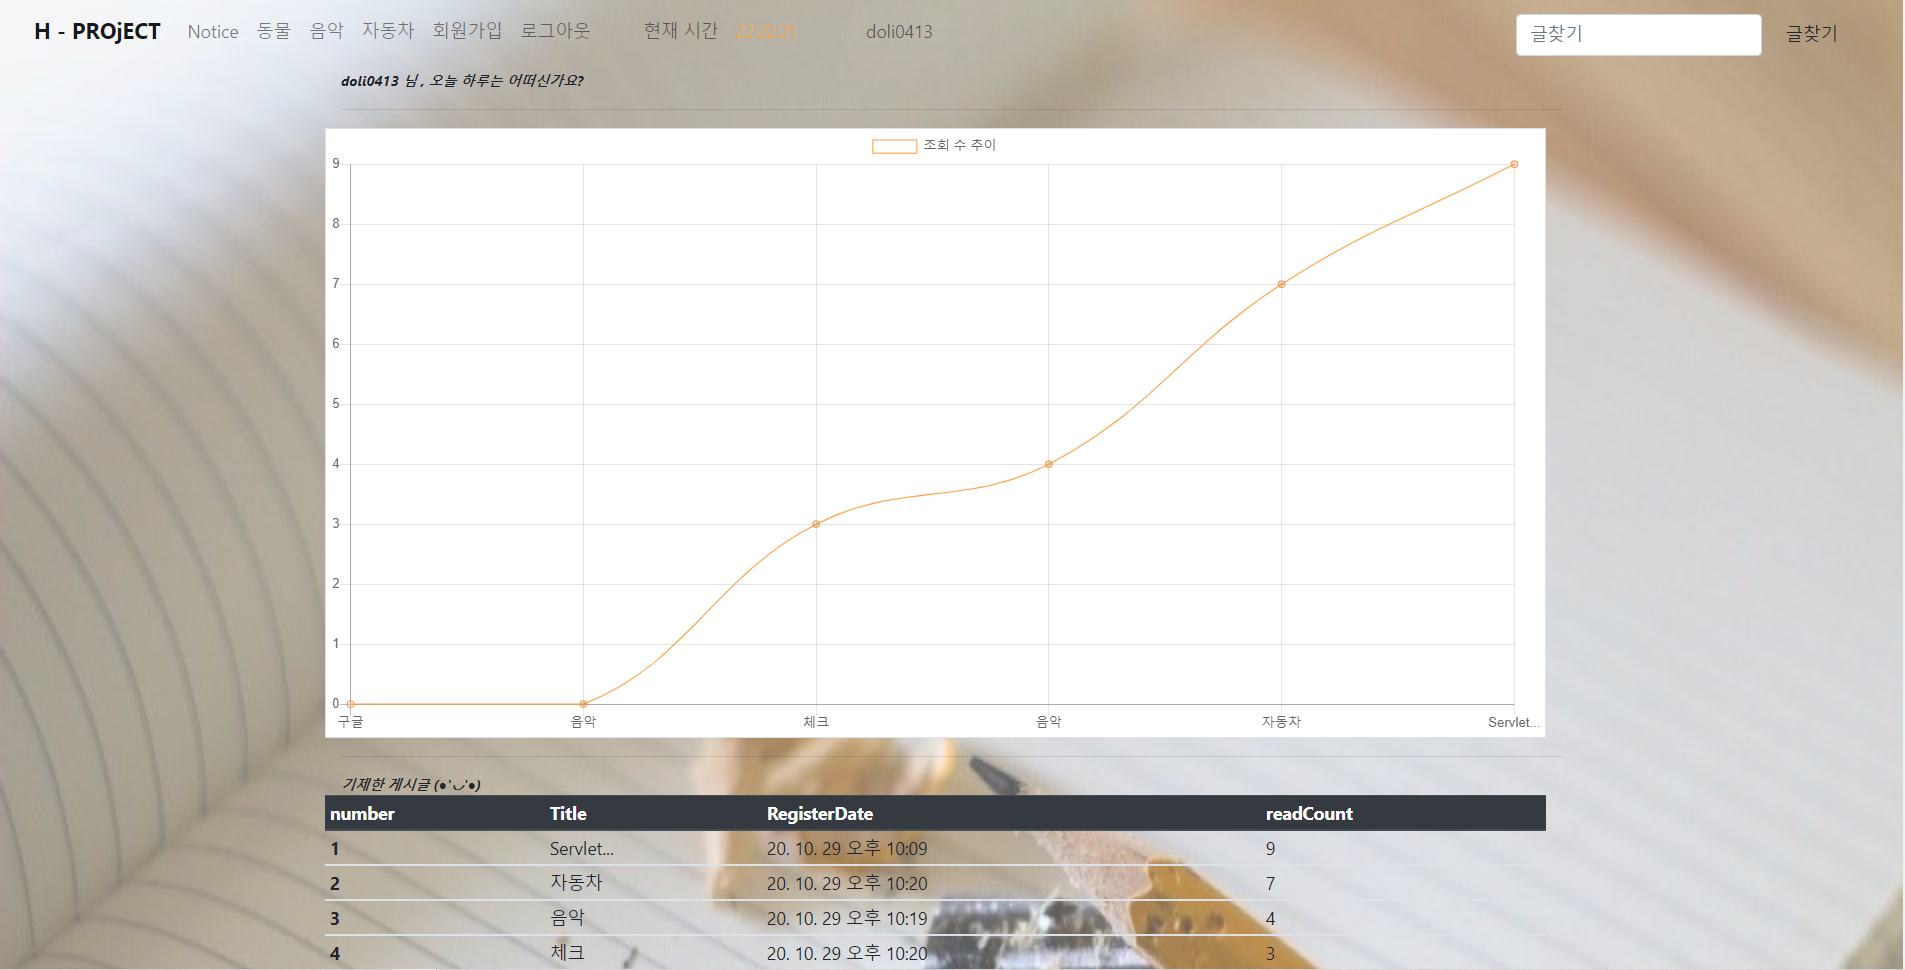 H - PROjECT Notice 동물 음악 자동차 회원가입 로그아웃 현재 시간 doli0413 글찾기 글찾기
doli0413 님 , 오늘 하루는 어떠신가요?
조회 수 추이
9
8
7
6
5
4
3
2
1
0
구글 음악 체크 음악 자동차 Servlet...
기제한 게시글 (●'◡'●)
number Title RegisterDate readCount
1 Servlet... 20. 10. 29 오후 10:09 9
2 자동차 20. 10. 29 오후 10:20 7
3 음악 20. 10. 29 오후 10:19 4
4 체크 20. 10. 29 오후 10:20 3